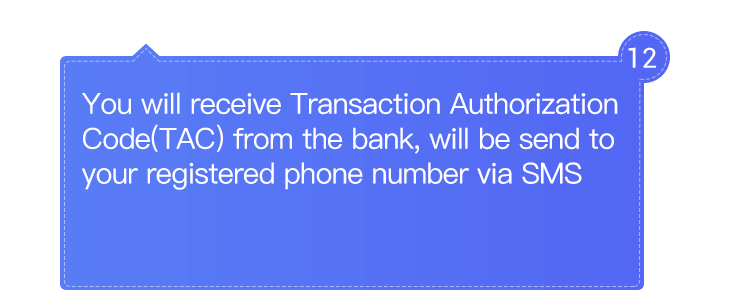 12
You will receive Transaction Authorization
Code(TAC) from the bank, will be send to
your registered phone number via SMS